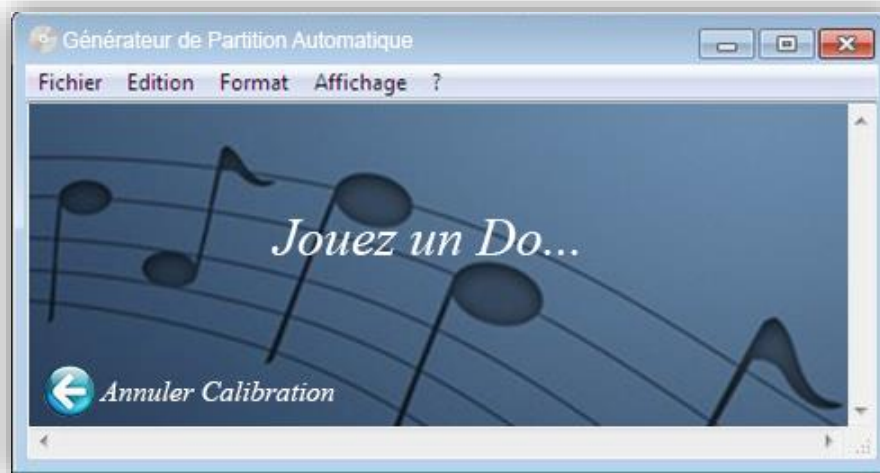 Générateur de Partition Automatique
Fichier Edition Format Affichage ?
Jouez un Do...
Annuler Calibration